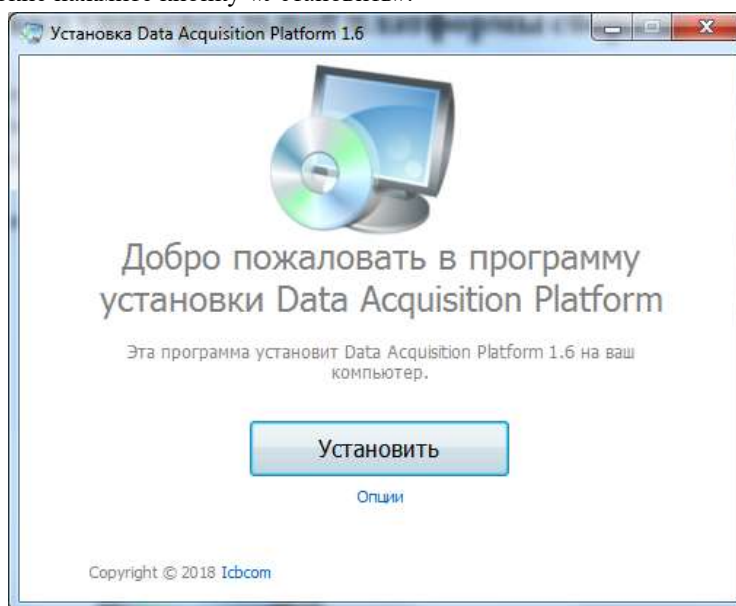 Установка Data Acquisition Platform 1.6
Добро пожаловать в программу
установки Data Acquisition Platform
Эта программа установит Data Acquisition Platform 1.6 на ваш
компьютер.
Установить
Опции
Copyright © 2018 Icbcom